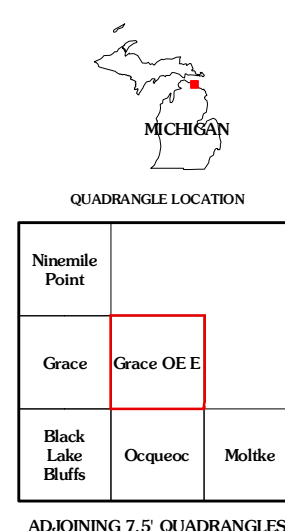 MICHIGAN
QUADRANGLE LOCATION
Ninemile
Point
Grace
Grace OE E
Black
Lake
Bluffs
Ocqueoc
Moltke
ADJOINING 7.5' QUADRANGLES